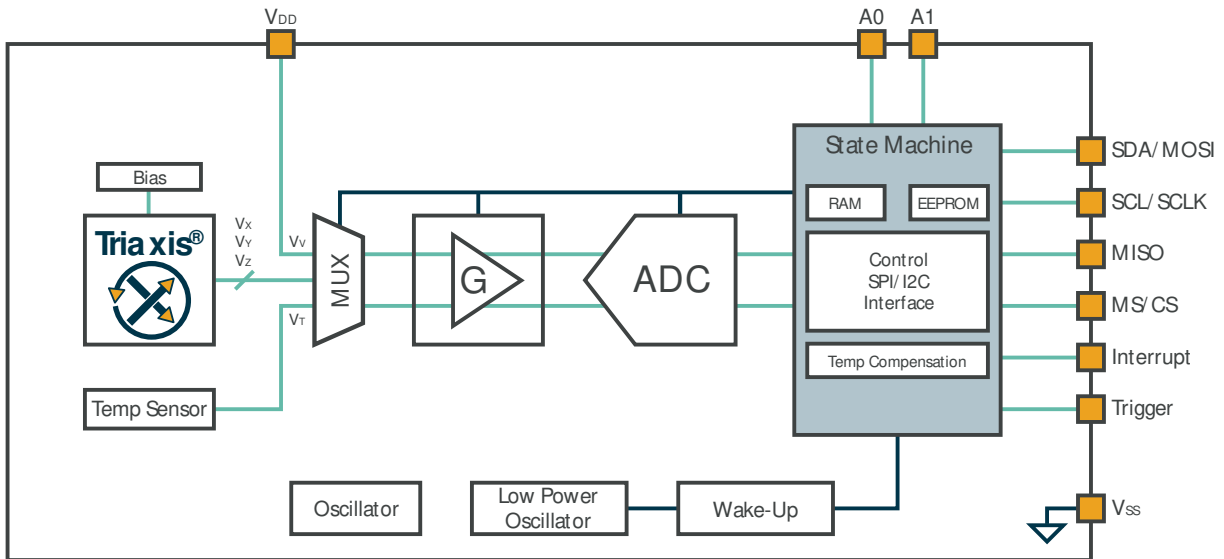 VDD
A0 A1
State Machine
SDA/ MOSI
Bias
RAM
EEPROM
SCL/ SCLK
Triaxis®
VX
VY
VZ
VV
MUX
G
ADC
Control
SPI/ I2C
Interface
MISO
MS/ CS
VT
Temp Compensation
Interrupt
Temp Sensor
Trigger
Oscillator
Low Power
Oscillator
Wake-Up
VSS